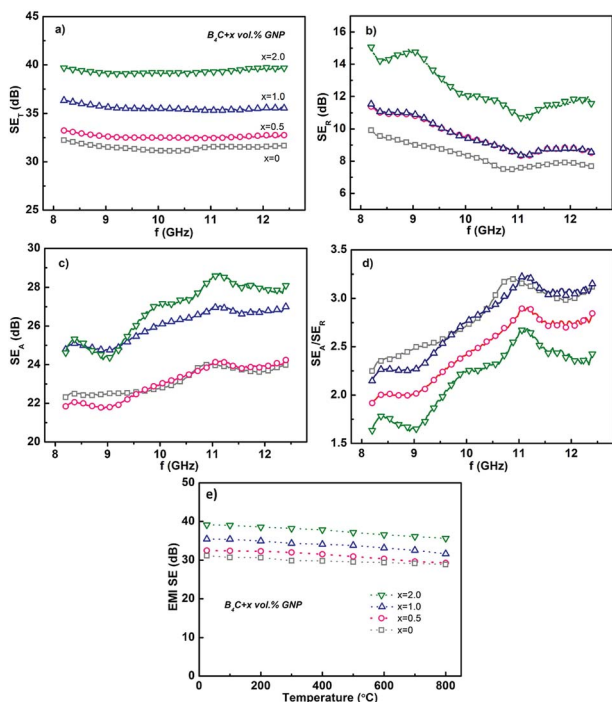 a)
B4C+x vol.% GNP
x=2.0
x=1.0
x=0.5
x=0
SET (dB)
45
40
35
30
25
8 9 10 11 12
f (GHz)
b)
SER (dB)
16
14
12
10
8
6
8 9 10 11 12
f (GHz)
c)
SEA (dB)
30
28
26
24
22
20
8 9 10 11 12
f (GHz)
d)
SEA/SER
3.5
3.0
2.5
2.0
1.5
8 9 10 11 12
f (GHz)
e)
EMI SE (dB)
50
40
30
20
10
0
B4C+x vol.% GNP
x=2.0
x=1.0
x=0.5
x=0
0 200 400 600 800
Temperature (°C)